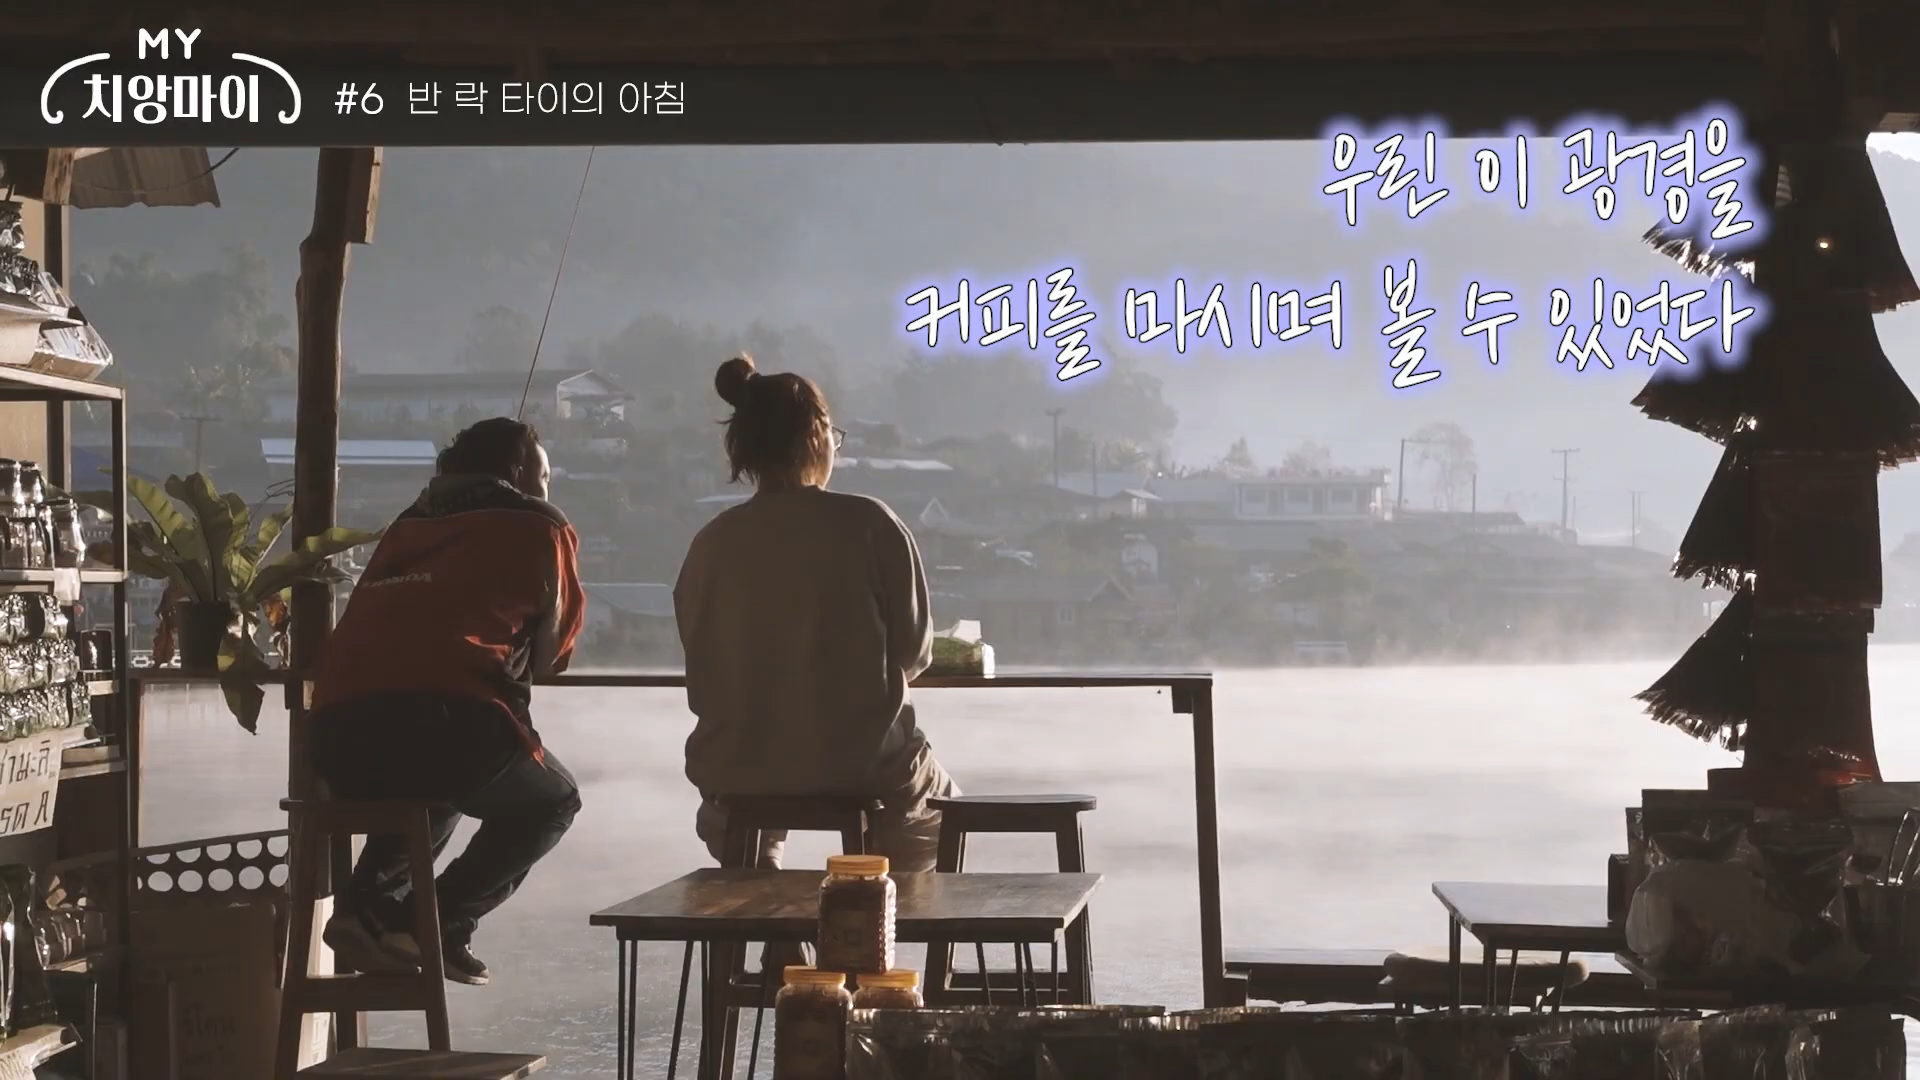 MY
치앙마이
#6 반 락 타이의 아침
우린 이 광경을
커피를 마시며 볼 수 있었다